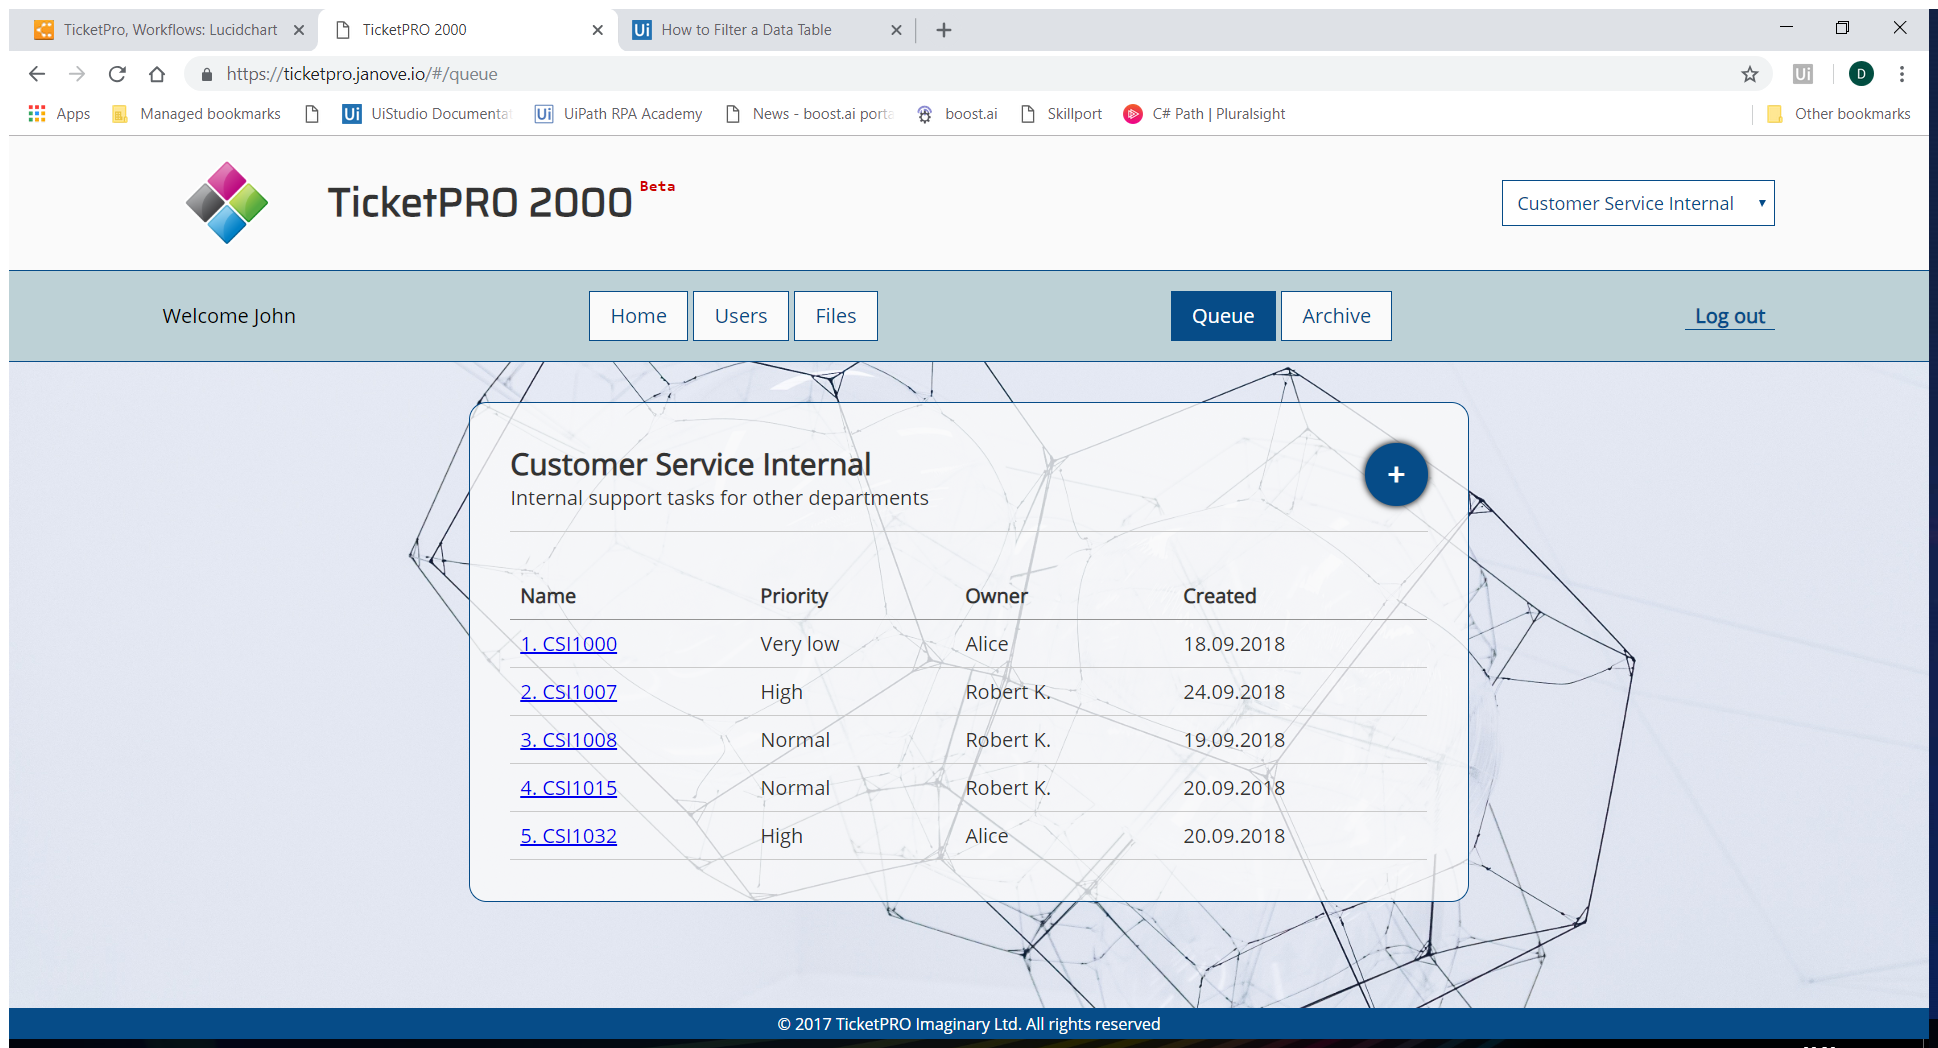 TicketPro, Workflows: Lucidchart
TicketPRO 2000
Ui How to Filter a Data Table
https://ticketpro.janove.io/#/queue
Ui
D
Apps
Managed bookmarks
Ui UiStudio Documentat
Ui UiPath RPA Academy
News - boost.ai porta
boost.ai
Skillport
C# Path | Pluralsight
Other bookmarks
TicketPRO 2000 Beta
Customer Service Internal
Welcome John
Home
Users
Files
Queue
Archive
Log out
Customer Service Internal
+
Internal support tasks for other departments
Name Priority Owner Created
1. CSI1000 Very low Alice 18.09.2018
2. CSI1007 High Robert K. 24.09.2018
3. CSI1008 Normal Robert K. 19.09.2018
4. CSI1015 Normal Robert K. 20.09.2018
5. CSI1032 High Alice 20.09.2018
© 2017 TicketPRO Imaginary Ltd. All rights reserved